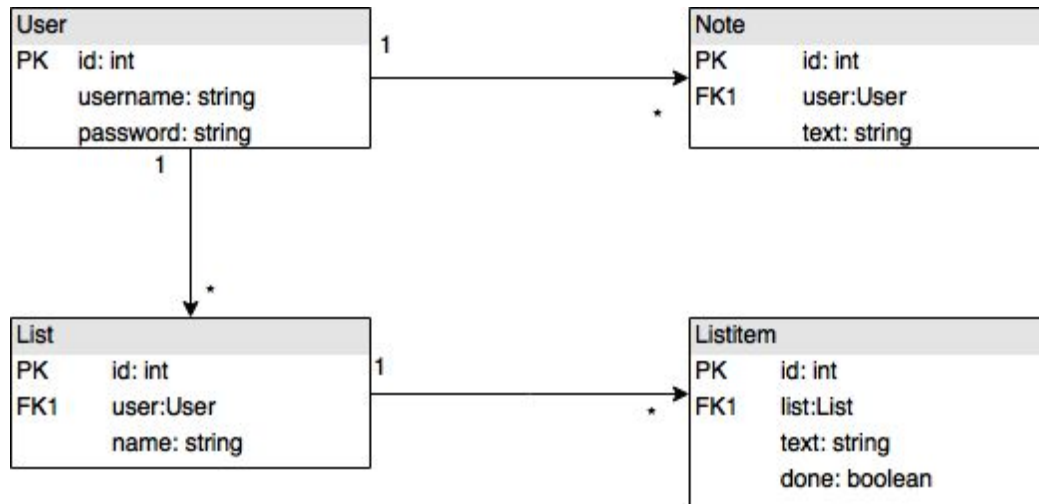 User
PK id: int
username: string
password: string
1
*
Note
PK id: int
FK1 user:User
text: string
1
*
List
PK id: int
FK1 user:User
name: string
1
*
Listitem
PK id: int
FK1 list:List
text: string
done: boolean